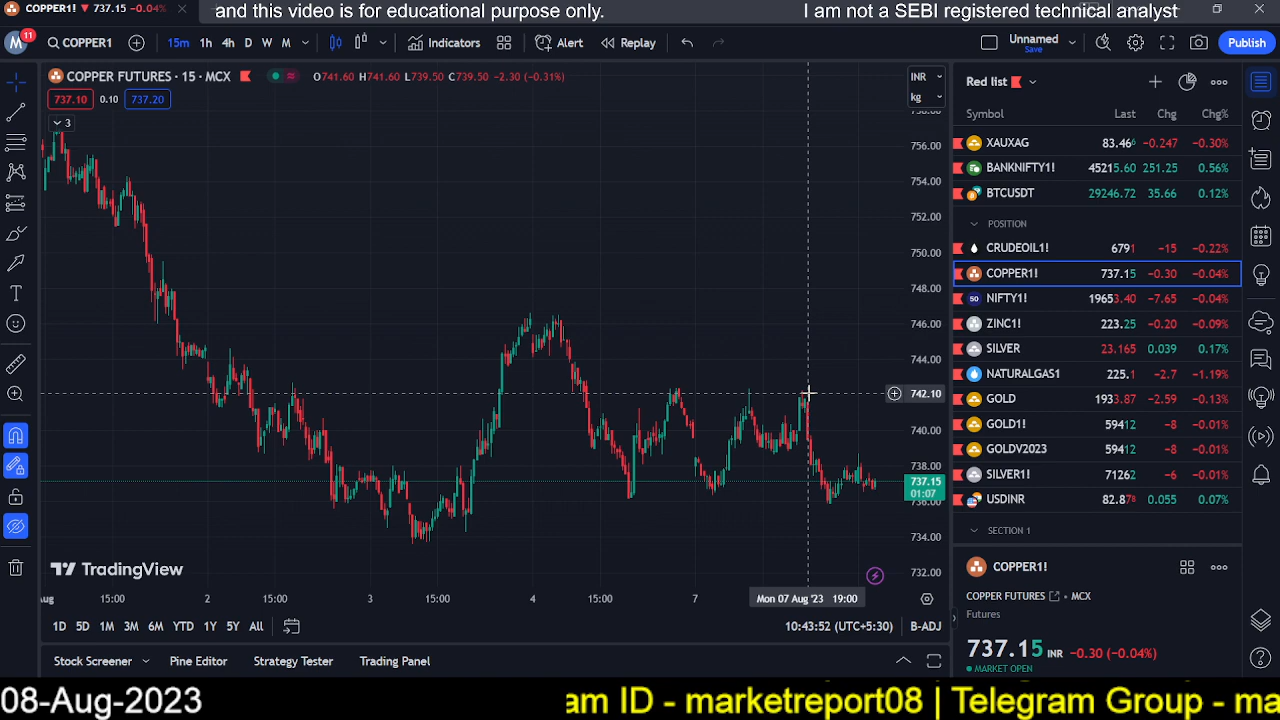 COPPER1! ▼ 737.15 −0.04%
and this video is for educational purpose only. I am not a SEBI registered technical analyst
M 11 COPPER1 15m 1h 4h D W M Indicators Alert Replay Unnamed Save Publish
COPPER FUTURES · 15 · MCX O741.60 H741.60 L739.50 C739.50 −2.30 (−0.31%)
737.10 0.10 737.20
3
INR
kg
758.00
756.00
754.00
752.00
750.00
748.00
746.00
744.00
742.10
740.00
738.00
737.15
01:07
736.00
734.00
732.00
TradingView
Aug 15:00 2 15:00 3 15:00 4 15:00 7 Mon 07 Aug '23 19:00
1D 5D 1M 3M 6M YTD 1Y 5Y All 10:43:52 (UTC+5:30) B-ADJ
Stock Screener Pine Editor Strategy Tester Trading Panel
Red list
Symbol Last Chg Chg%
XAUXAG 83.46⁶ −0.247 −0.30%
BANKNIFTY1! 45215.60 251.25 0.56%
BTCUSDT 29246.72 35.66 0.12%
POSITION
CRUDEOIL1! 6791 −15 −0.22%
COPPER1! 737.15 −0.30 −0.04%
50 NIFTY1! 19653.40 −7.65 −0.04%
ZINC1! 223.25 −0.20 −0.09%
SILVER 23.165 0.039 0.17%
NATURALGAS1 225.1 −2.7 −1.19%
GOLD 1933.87 −2.59 −0.13%
GOLD1! 59412 −8 −0.01%
GOLDV2023 59412 −8 −0.01%
SILVER1! 71262 −6 −0.01%
USDINR 82.87⁸ 0.055 0.07%
SECTION 1
COPPER1!
COPPER FUTURES • MCX
Futures
737.15 INR −0.30 (−0.04%)
MARKET OPEN
08-Aug-2023 am ID - marketreport08 | Telegram Group - ma